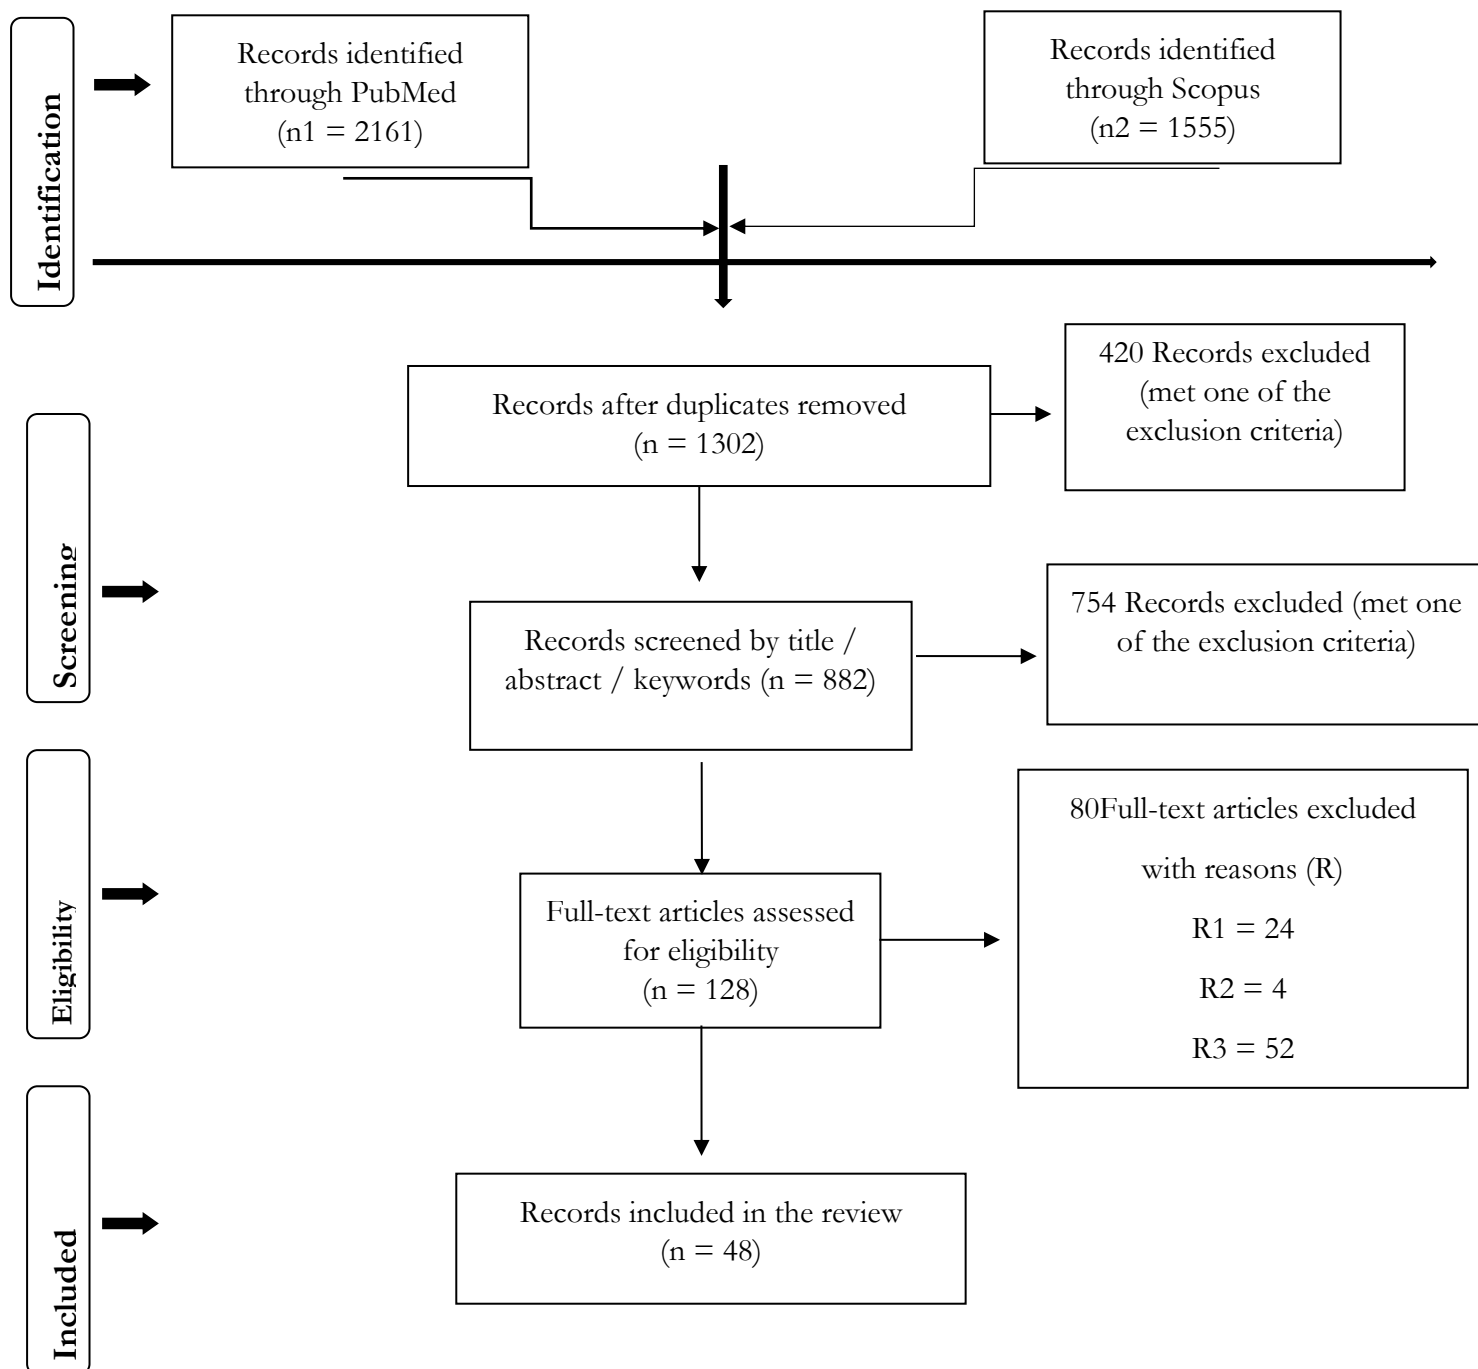 Identification
Records identified
through PubMed
(n1 = 2161)
Records identified
through Scopus
(n2 = 1555)
Records after duplicates removed
(n = 1302)
420 Records excluded
(met one of the
exclusion criteria)
Screening
Records screened by title /
abstract / keywords (n = 882)
754 Records excluded (met one
of the exclusion criteria)
Eligibility
Full-text articles assessed
for eligibility
(n = 128)
80Full-text articles excluded
with reasons (R)
R1 = 24
R2 = 4
R3 = 52
Included
Records included in the review
(n = 48)